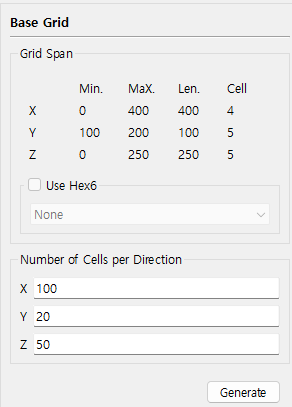 Base Grid
Grid Span
Min. MaX. Len. Cell
X 0 400 400 4
Y 100 200 100 5
Z 0 250 250 5
Use Hex6
None
Number of Cells per Direction
X 100
Y 20
Z 50
Generate